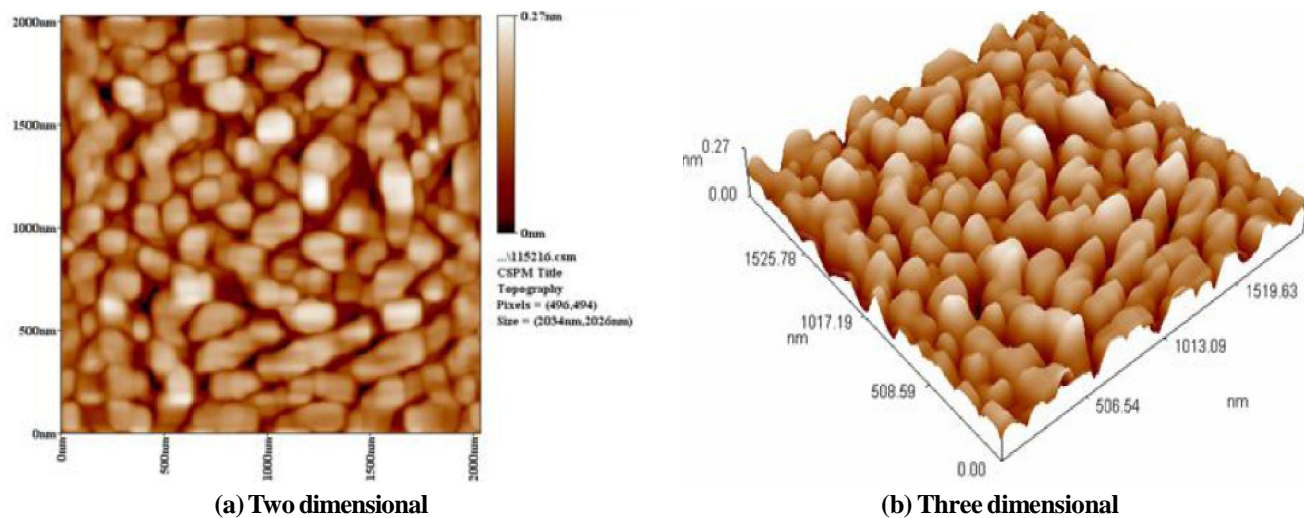 2000nm
1500nm
1000nm
500nm
0nm
0nm
500nm
1000nm
1500nm
2000nm
0.27nm
0nm
...\115216.csm
CSPM Title
Topography
Pixels = (496,494)
Size = (2034nm,2026nm)
(a) Two dimensional
0.27
nm
0.00
1525.78
1017.19
nm
508.59
0.00
506.54
1013.09
1519.63
nm
(b) Three dimensional